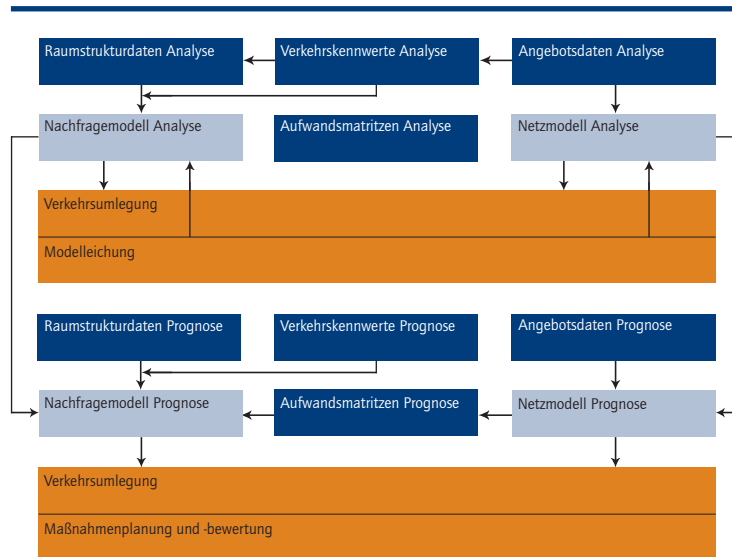 Raumstrukturdaten Analyse
Verkehrskennwerte Analyse
Angebotsdaten Analyse
Nachfragemodell Analyse
Aufwandsmatritzen Analyse
Netzmodell Analyse
Verkehrsumlegung
Modelleichung
Raumstrukturdaten Prognose
Verkehrskennwerte Prognose
Angebotsdaten Prognose
Nachfragemodell Prognose
Aufwandsmatritzen Prognose
Netzmodell Prognose
Verkehrsumlegung
Maßnahmenplanung und -bewertung